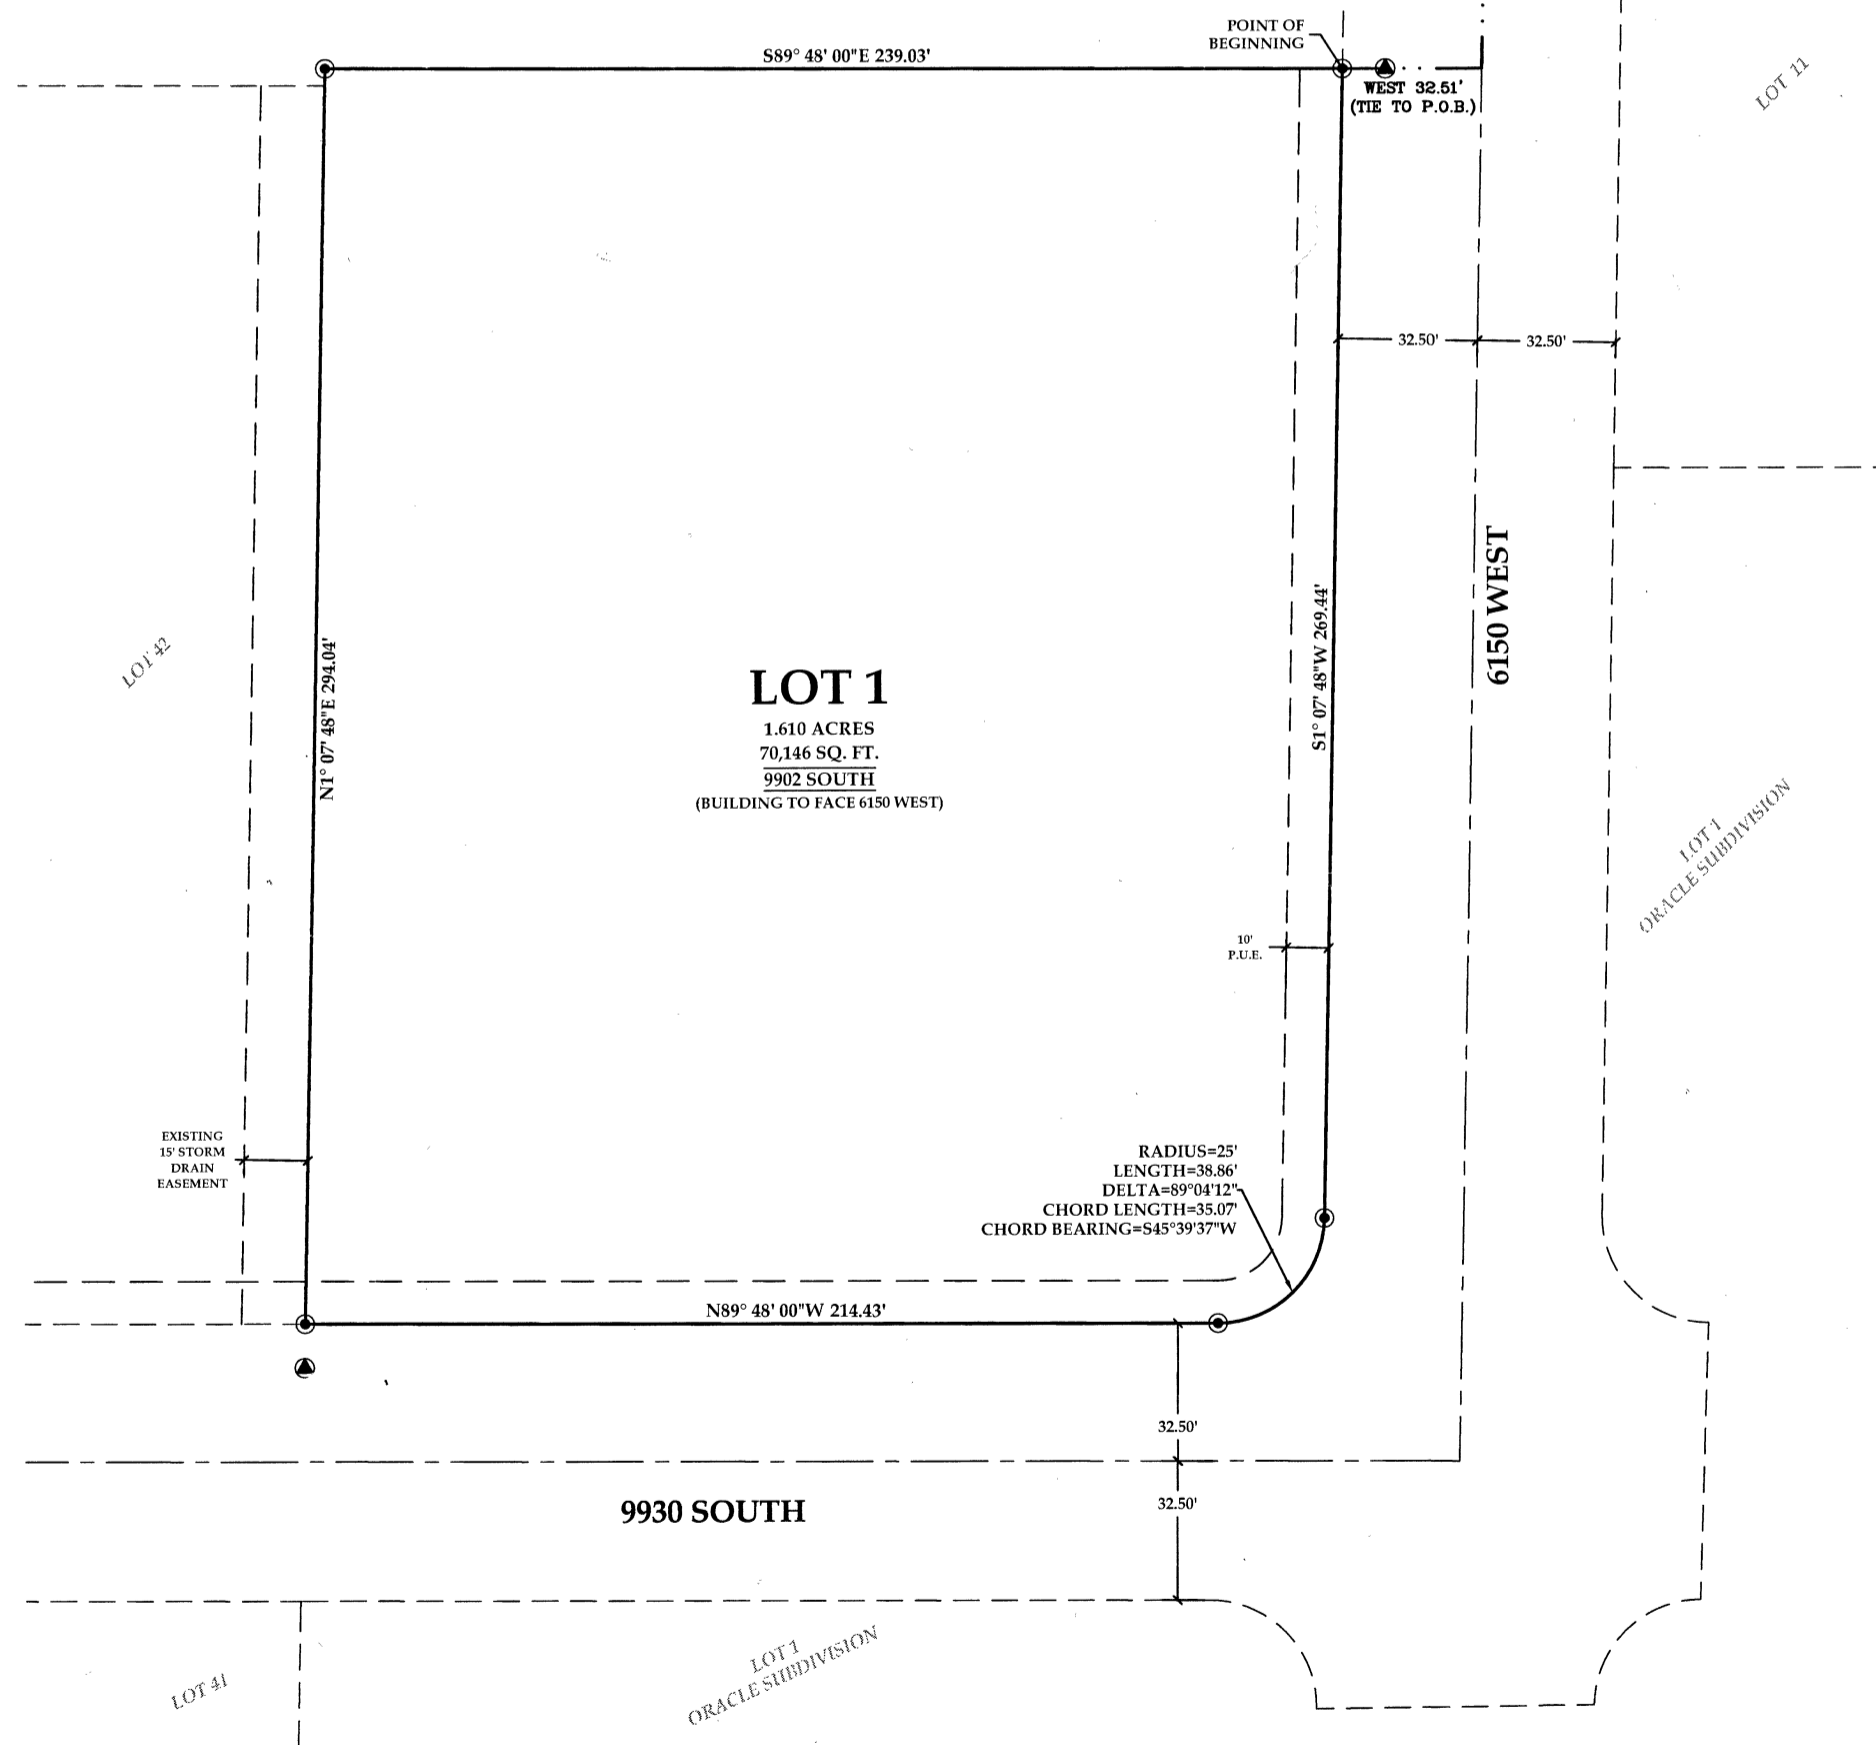 POINT OF
BEGINNING
S89° 48' 00"E 239.03'
WEST 32.51'
(TIE TO P.O.B.)
LOT 11
32.50'
32.50'
6150 WEST
S1° 07' 48"W 269.44'
N1° 07' 48"E 294.04'
LOT 42
LOT 1
1.610 ACRES
70,146 SQ. FT.
9902 SOUTH
(BUILDING TO FACE 6150 WEST)
LOT 1
ORACLE SUBDIVISION
10'
P.U.E.
EXISTING
15' STORM
DRAIN
EASEMENT
RADIUS=25'
LENGTH=38.86'
DELTA=89°04'12"
CHORD LENGTH=35.07'
CHORD BEARING=S45°39'37"W
N89° 48' 00"W 214.43'
32.50'
32.50'
9930 SOUTH
LOT 41
LOT 1
ORACLE SUBDIVISION